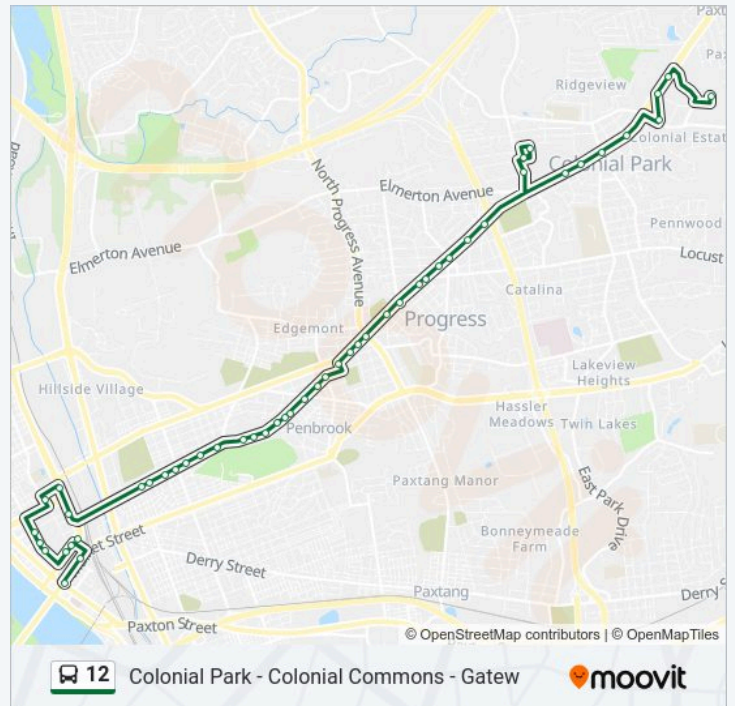 Paxt
Pax
Ridgeview
Colonial Estat
Colonial Park
North Progress Avenue
Elmerton Avenue
Pennwood
Elmerton Avenue
Locust
Catalina
Progress
Edgemont
Lakeview
Heights
Hillside Village
Hassler
Meadows
Twin Lakes
Penbrook
Paxtang Manor
East Park Drive
Bonneymeade
Farm
et Street
Derry Street
Paxtang
Derry S
Paxton Street
© OpenStreetMap contributors | © OpenMapTiles
12 Colonial Park - Colonial Commons - Gatew
moovit